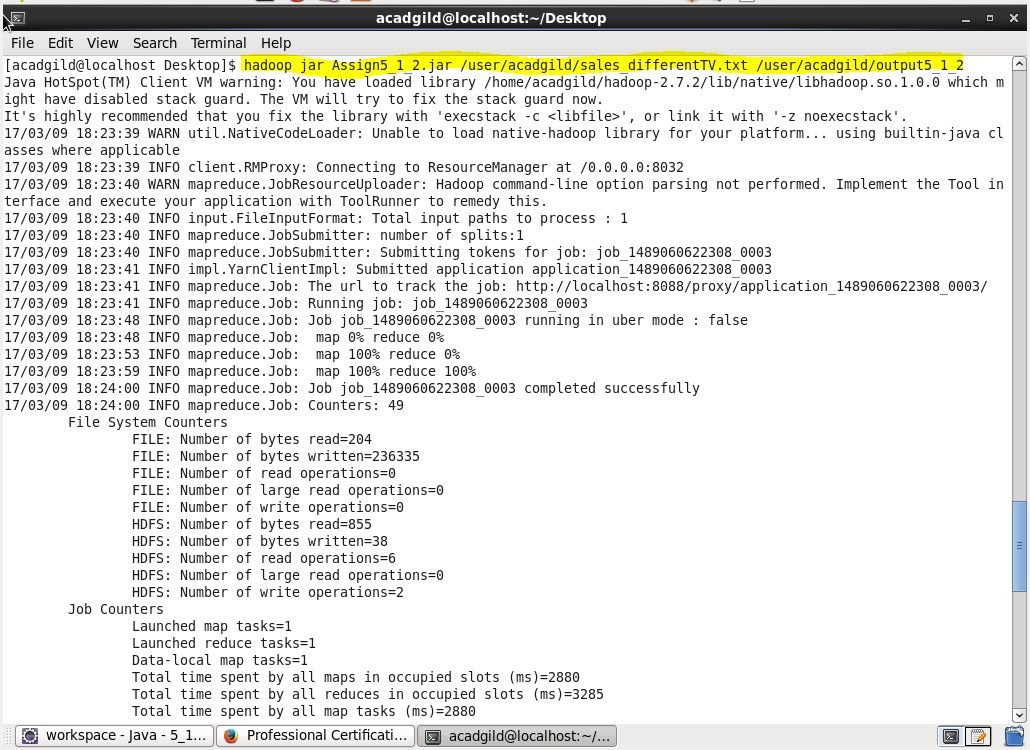 acadgild@localhost:~/Desktop
File Edit View Search Terminal Help
[acadgild@localhost Desktop]$ hadoop jar Assign5_1_2.jar /user/acadgild/sales_differentTV.txt /user/acadgild/output5_1_2
Java HotSpot(TM) Client VM warning: You have loaded library /home/acadgild/hadoop-2.7.2/lib/native/libhadoop.so.1.0.0 which m
ight have disabled stack guard. The VM will try to fix the stack guard now.
It's highly recommended that you fix the library with 'execstack -c <libfile>', or link it with '-z noexecstack'.
17/03/09 18:23:39 WARN util.NativeCodeLoader: Unable to load native-hadoop library for your platform... using builtin-java cl
asses where applicable
17/03/09 18:23:39 INFO client.RMProxy: Connecting to ResourceManager at /0.0.0.0:8032
17/03/09 18:23:40 WARN mapreduce.JobResourceUploader: Hadoop command-line option parsing not performed. Implement the Tool in
terface and execute your application with ToolRunner to remedy this.
17/03/09 18:23:40 INFO input.FileInputFormat: Total input paths to process : 1
17/03/09 18:23:40 INFO mapreduce.JobSubmitter: number of splits:1
17/03/09 18:23:40 INFO mapreduce.JobSubmitter: Submitting tokens for job: job_1489060622308_0003
17/03/09 18:23:41 INFO impl.YarnClientImpl: Submitted application application_1489060622308_0003
17/03/09 18:23:41 INFO mapreduce.Job: The url to track the job: http://localhost:8088/proxy/application_1489060622308_0003/
17/03/09 18:23:41 INFO mapreduce.Job: Running job: job_1489060622308_0003
17/03/09 18:23:48 INFO mapreduce.Job: Job job_1489060622308_0003 running in uber mode : false
17/03/09 18:23:48 INFO mapreduce.Job:  map 0% reduce 0%
17/03/09 18:23:53 INFO mapreduce.Job:  map 100% reduce 0%
17/03/09 18:23:59 INFO mapreduce.Job:  map 100% reduce 100%
17/03/09 18:24:00 INFO mapreduce.Job: Job job_1489060622308_0003 completed successfully
17/03/09 18:24:00 INFO mapreduce.Job: Counters: 49
File System Counters
FILE: Number of bytes read=204
FILE: Number of bytes written=236335
FILE: Number of read operations=0
FILE: Number of large read operations=0
FILE: Number of write operations=0
HDFS: Number of bytes read=855
HDFS: Number of bytes written=38
HDFS: Number of read operations=6
HDFS: Number of large read operations=0
HDFS: Number of write operations=2
Job Counters
Launched map tasks=1
Launched reduce tasks=1
Data-local map tasks=1
Total time spent by all maps in occupied slots (ms)=2880
Total time spent by all reduces in occupied slots (ms)=3285
Total time spent by all map tasks (ms)=2880
workspace - Java - 5_1... Professional Certificati... acadgild@localhost:~/...